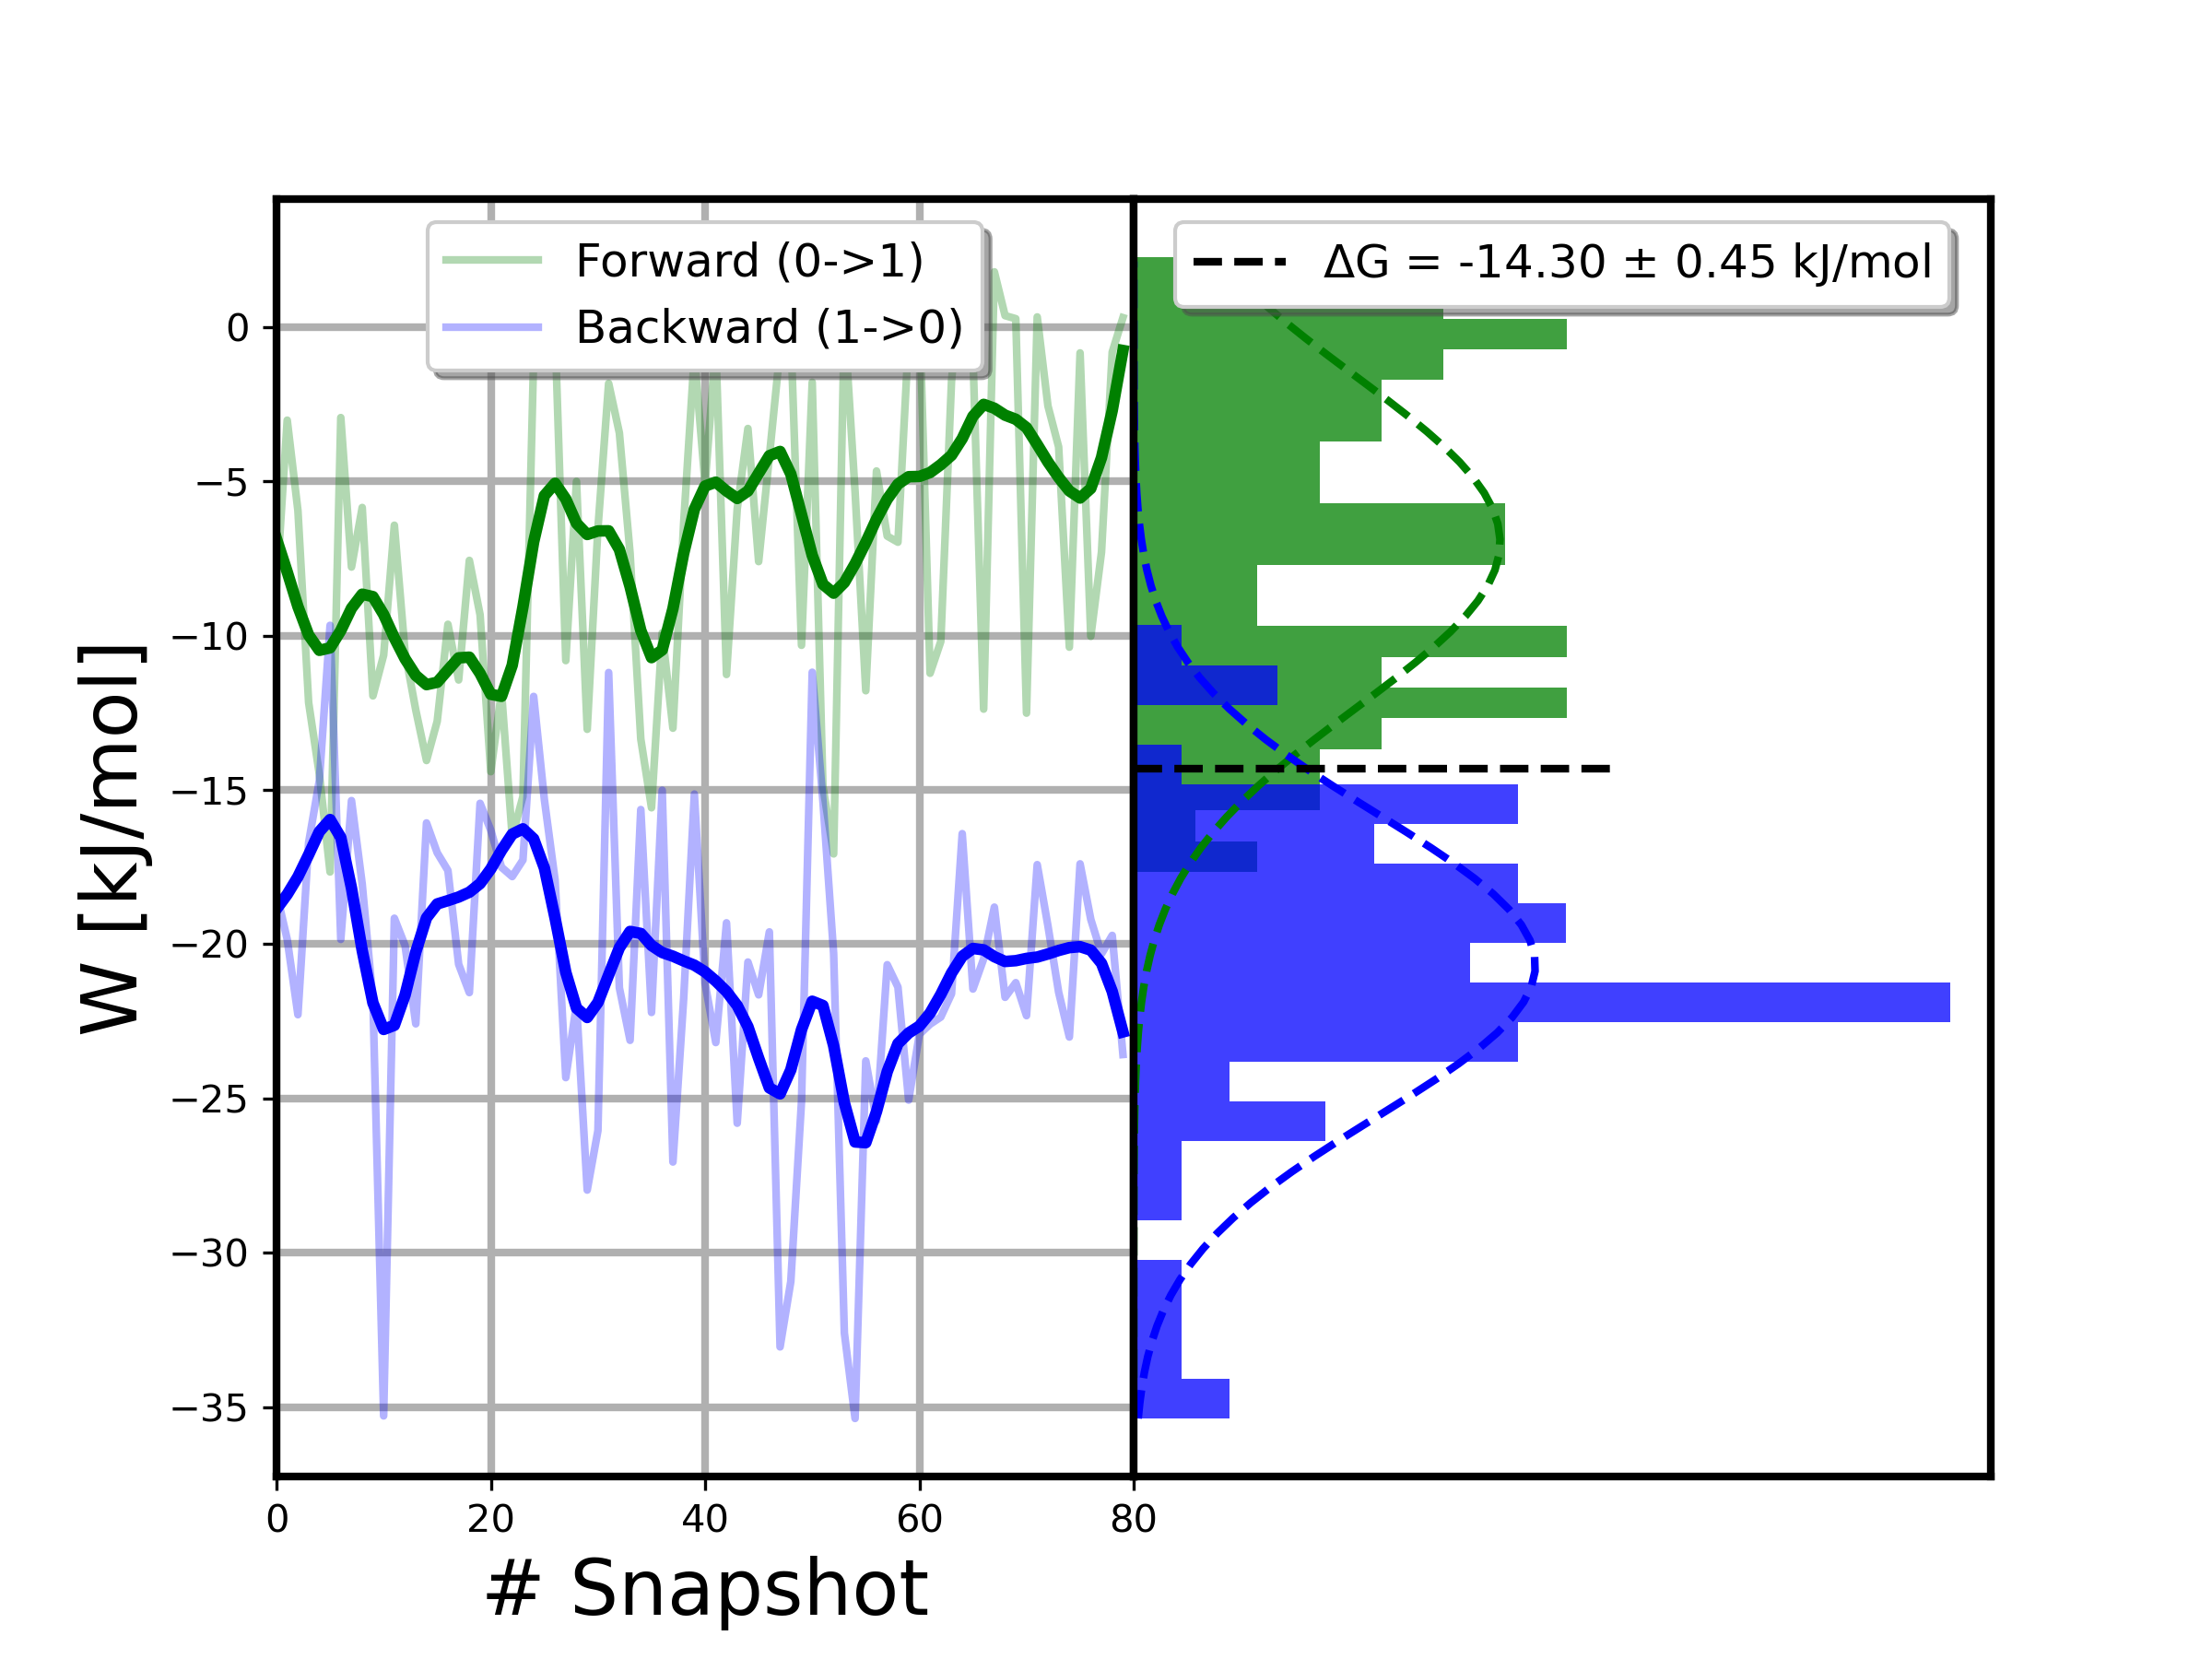 Forward (0->1)
Backward (1->0)
ΔG = -14.30 ± 0.45 kJ/mol
W [kJ/mol]
0
−5
−10
−15
−20
−25
−30
−35
0 20 40 60 80
# Snapshot